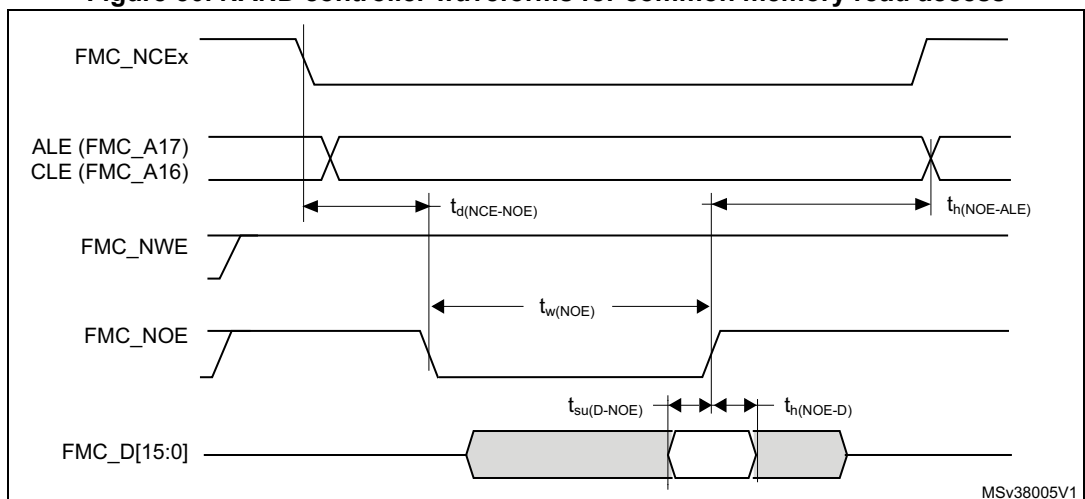 Figure 50. NAND controller waveforms for common memory read access
FMC_NCEx
ALE (FMC_A17)
CLE (FMC_A16)
td(NCE-NOE)
th(NOE-ALE)
FMC_NWE
tw(NOE)
FMC_NOE
tsu(D-NOE)
th(NOE-D)
FMC_D[15:0]
MSv38005V1